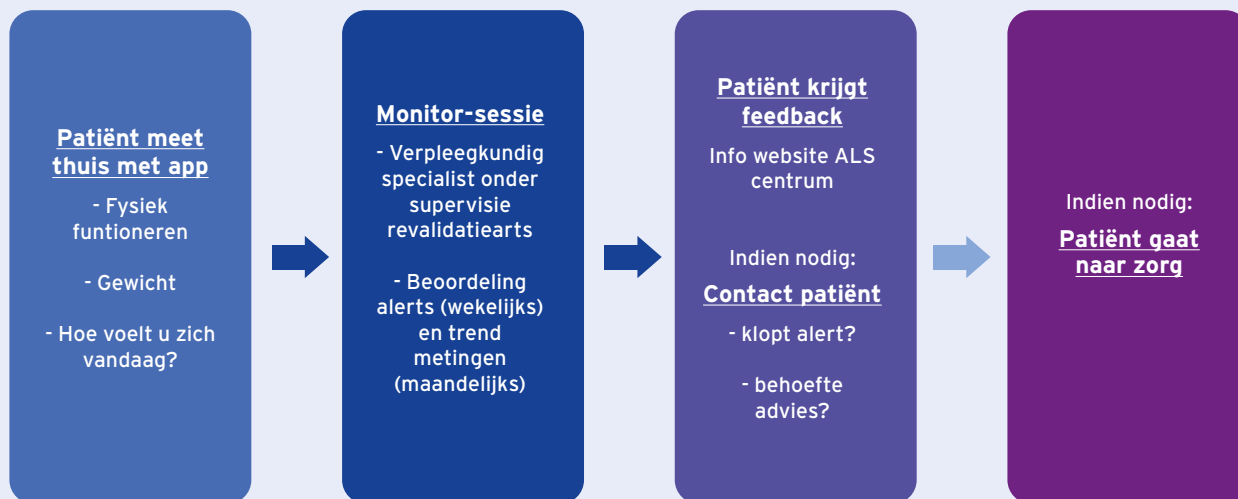 Patiënt meet
thuis met app
- Fysiek
funtioneren
- Gewicht
- Hoe voelt u zich
vandaag?
Monitor-sessie
- Verpleegkundig
specialist onder
supervisie
revalidatiearts
- Beoordeling
alerts (wekelijks)
en trend
metingen
(maandelijks)
Patiënt krijgt
feedback
Info website ALS
centrum
Indien nodig:
Contact patiënt
- klopt alert?
- behoefte
advies?
Indien nodig:
Patiënt gaat
naar zorg